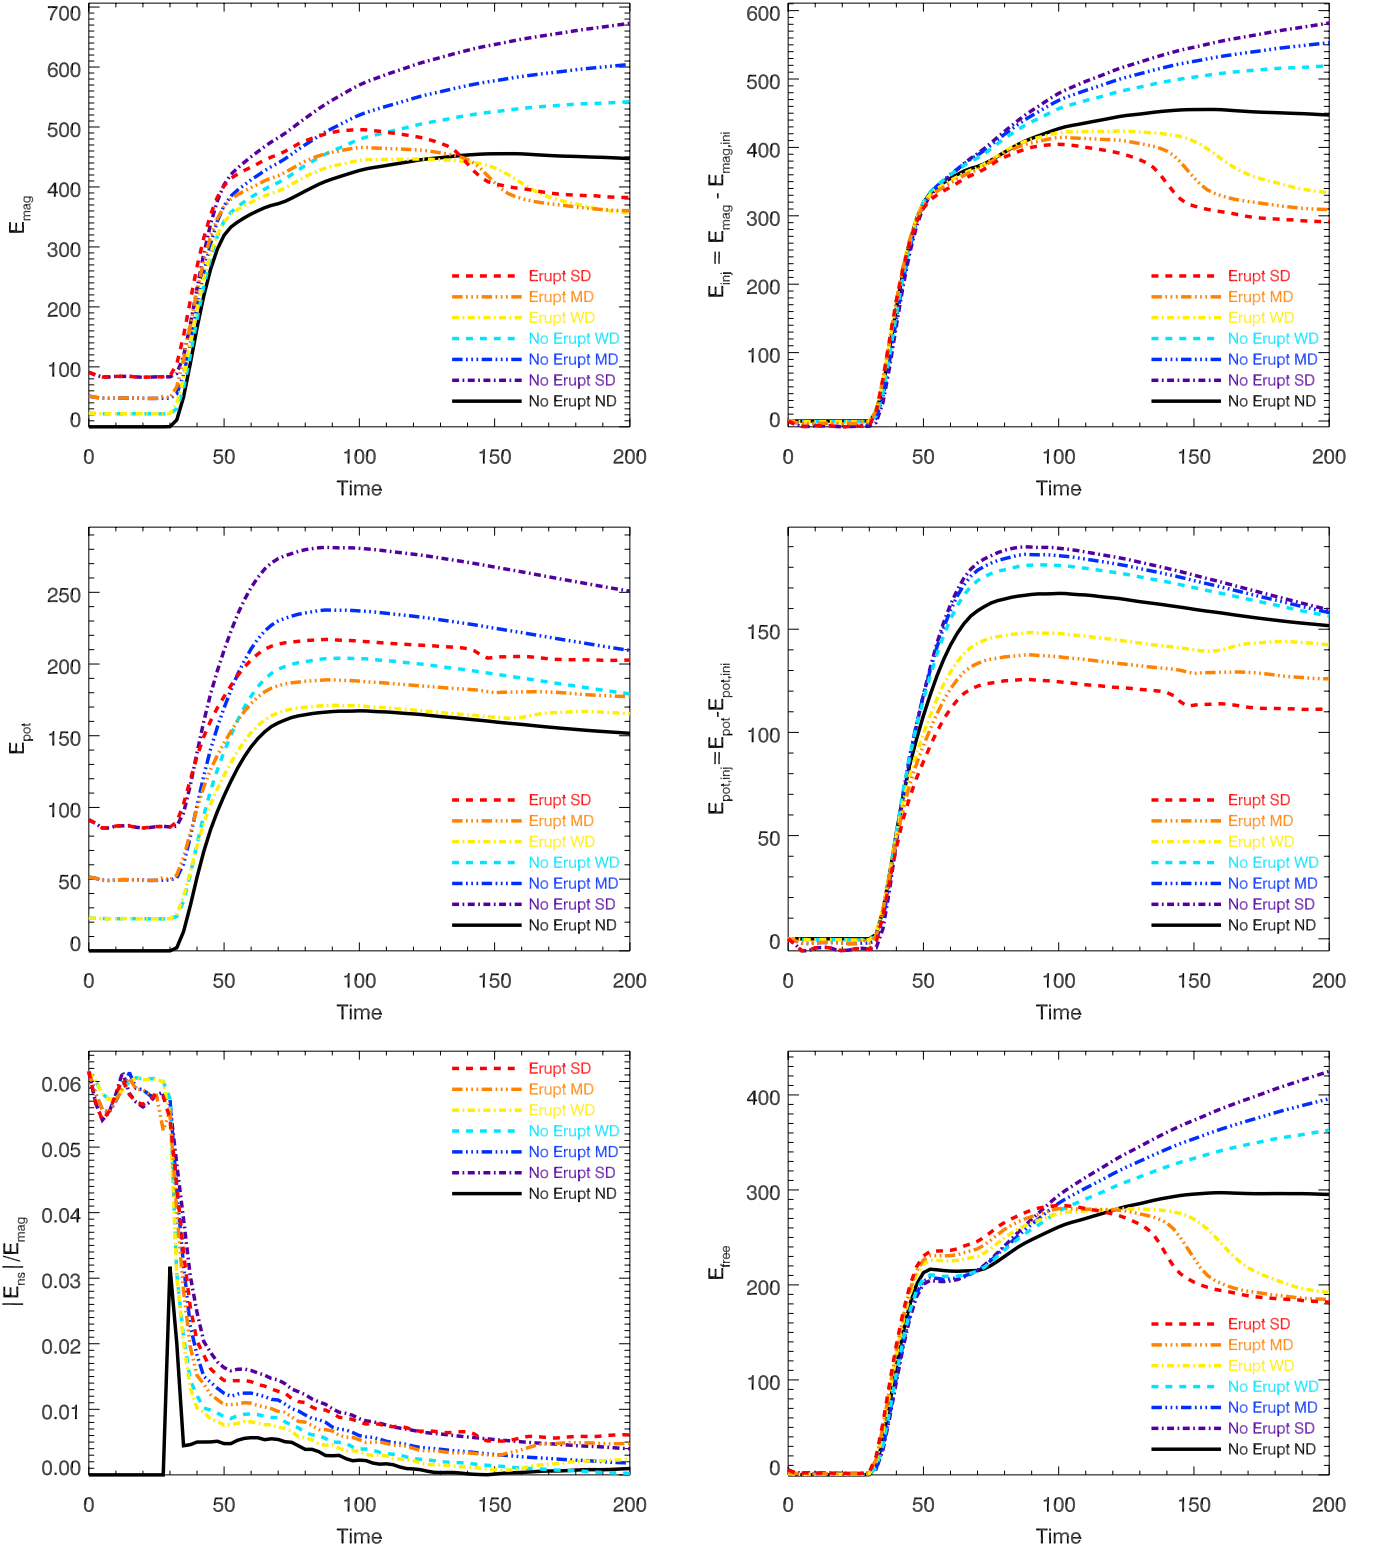 700
600
500
400
300
200
100
0
E_mag
0 50 100 150 200
Time
Erupt SD
Erupt MD
Erupt WD
No Erupt WD
No Erupt MD
No Erupt SD
No Erupt ND
600
500
400
300
200
100
0
E_inj = E_mag - E_mag,ini
0 50 100 150 200
Time
Erupt SD
Erupt MD
Erupt WD
No Erupt WD
No Erupt MD
No Erupt SD
No Erupt ND
250
200
150
100
50
0
E_pot
0 50 100 150 200
Time
Erupt SD
Erupt MD
Erupt WD
No Erupt WD
No Erupt MD
No Erupt SD
No Erupt ND
150
100
50
0
E_pot,inj=E_pot-E_pot,ini
0 50 100 150 200
Time
Erupt SD
Erupt MD
Erupt WD
No Erupt WD
No Erupt MD
No Erupt SD
No Erupt ND
0.06
0.05
0.04
0.03
0.02
0.01
0.00
|E_ns|/E_mag
0 50 100 150 200
Time
Erupt SD
Erupt MD
Erupt WD
No Erupt WD
No Erupt MD
No Erupt SD
No Erupt ND
400
300
200
100
0
E_free
0 50 100 150 200
Time
Erupt SD
Erupt MD
Erupt WD
No Erupt WD
No Erupt MD
No Erupt SD
No Erupt ND